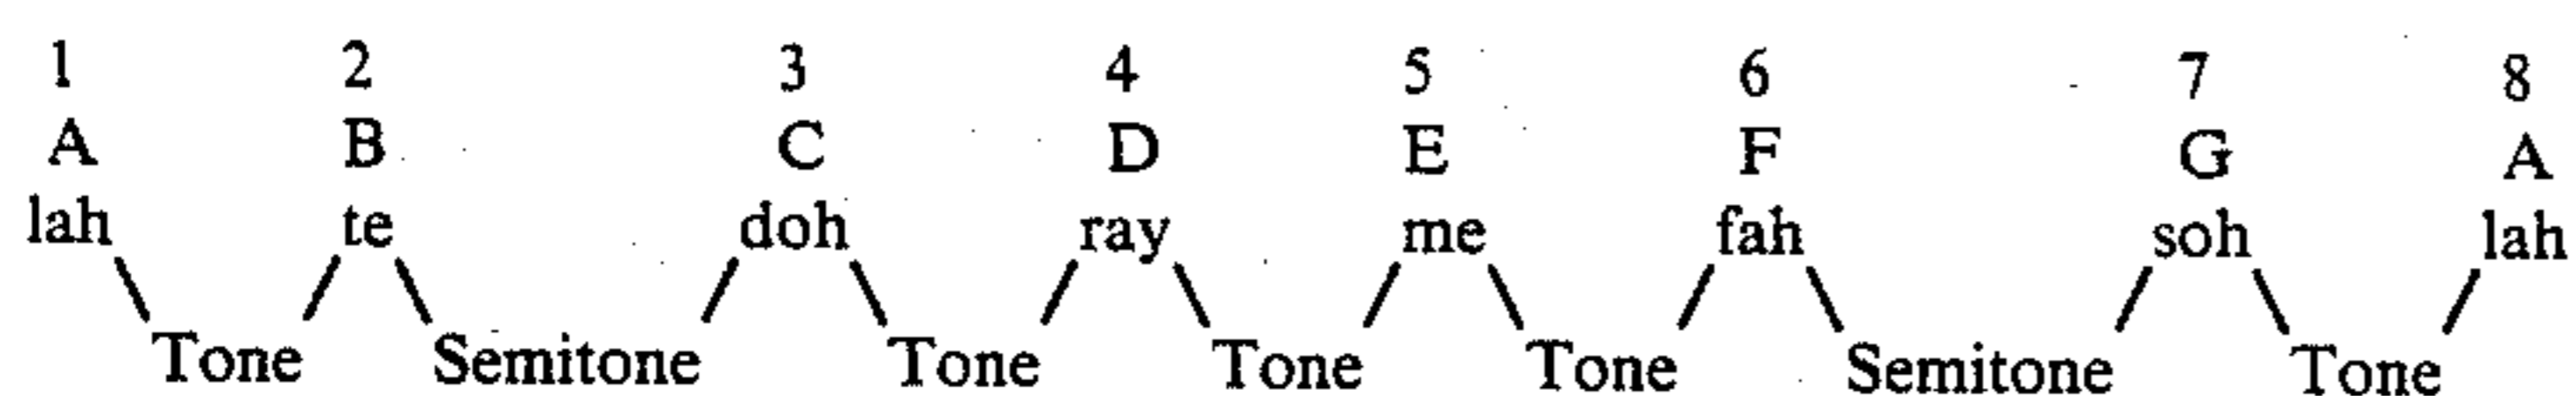 1 2 3 4 5 6 7 8
A B C D E F G A
lah te doh ray me fah soh lah
Tone Semitone Tone Tone Tone Semitone Tone